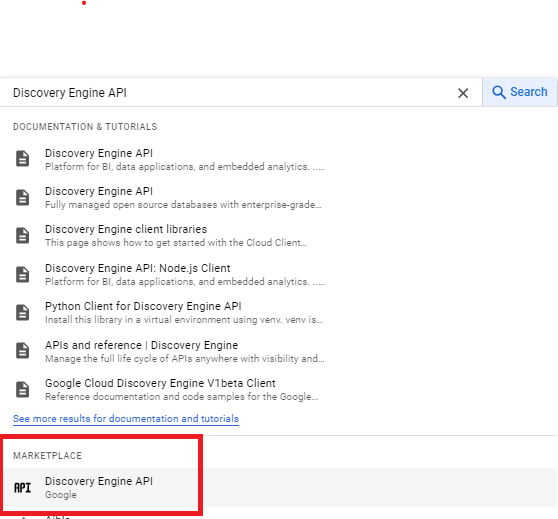 Discovery Engine API
Search
DOCUMENTATION & TUTORIALS
Discovery Engine API
Platform for BI, data applications, and embedded analytics. ..…
Discovery Engine API
Fully managed open source databases with enterprise-grade…
Discovery Engine client libraries
This page shows how to get started with the Cloud Client…
Discovery Engine API: Node.js Client
Platform for BI, data applications, and embedded analytics. ..…
Python Client for Discovery Engine API
Install this library in a virtual environment using venv. venv is…
APIs and reference | Discovery Engine
Manage the full life cycle of APIs anywhere with visibility and…
Google Cloud Discovery Engine V1beta Client
Reference documentation and code samples for the Google…
See more results for documentation and tutorials
MARKETPLACE
API Discovery Engine API
Google